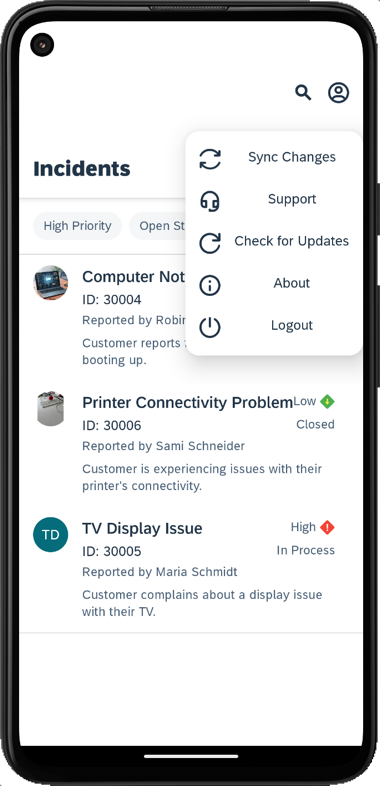 Incidents
Sync Changes
Support
Check for Updates
About
Logout
High Priority
Open St
Computer Not
ID: 30004
Reported by Robin
Customer reports
booting up.
Printer Connectivity Problem
Low
ID: 30006
Closed
Reported by Sami Schneider
Customer is experiencing issues with their
printer's connectivity.
TD
TV Display Issue
High
ID: 30005
In Process
Reported by Maria Schmidt
Customer complains about a display issue
with their TV.